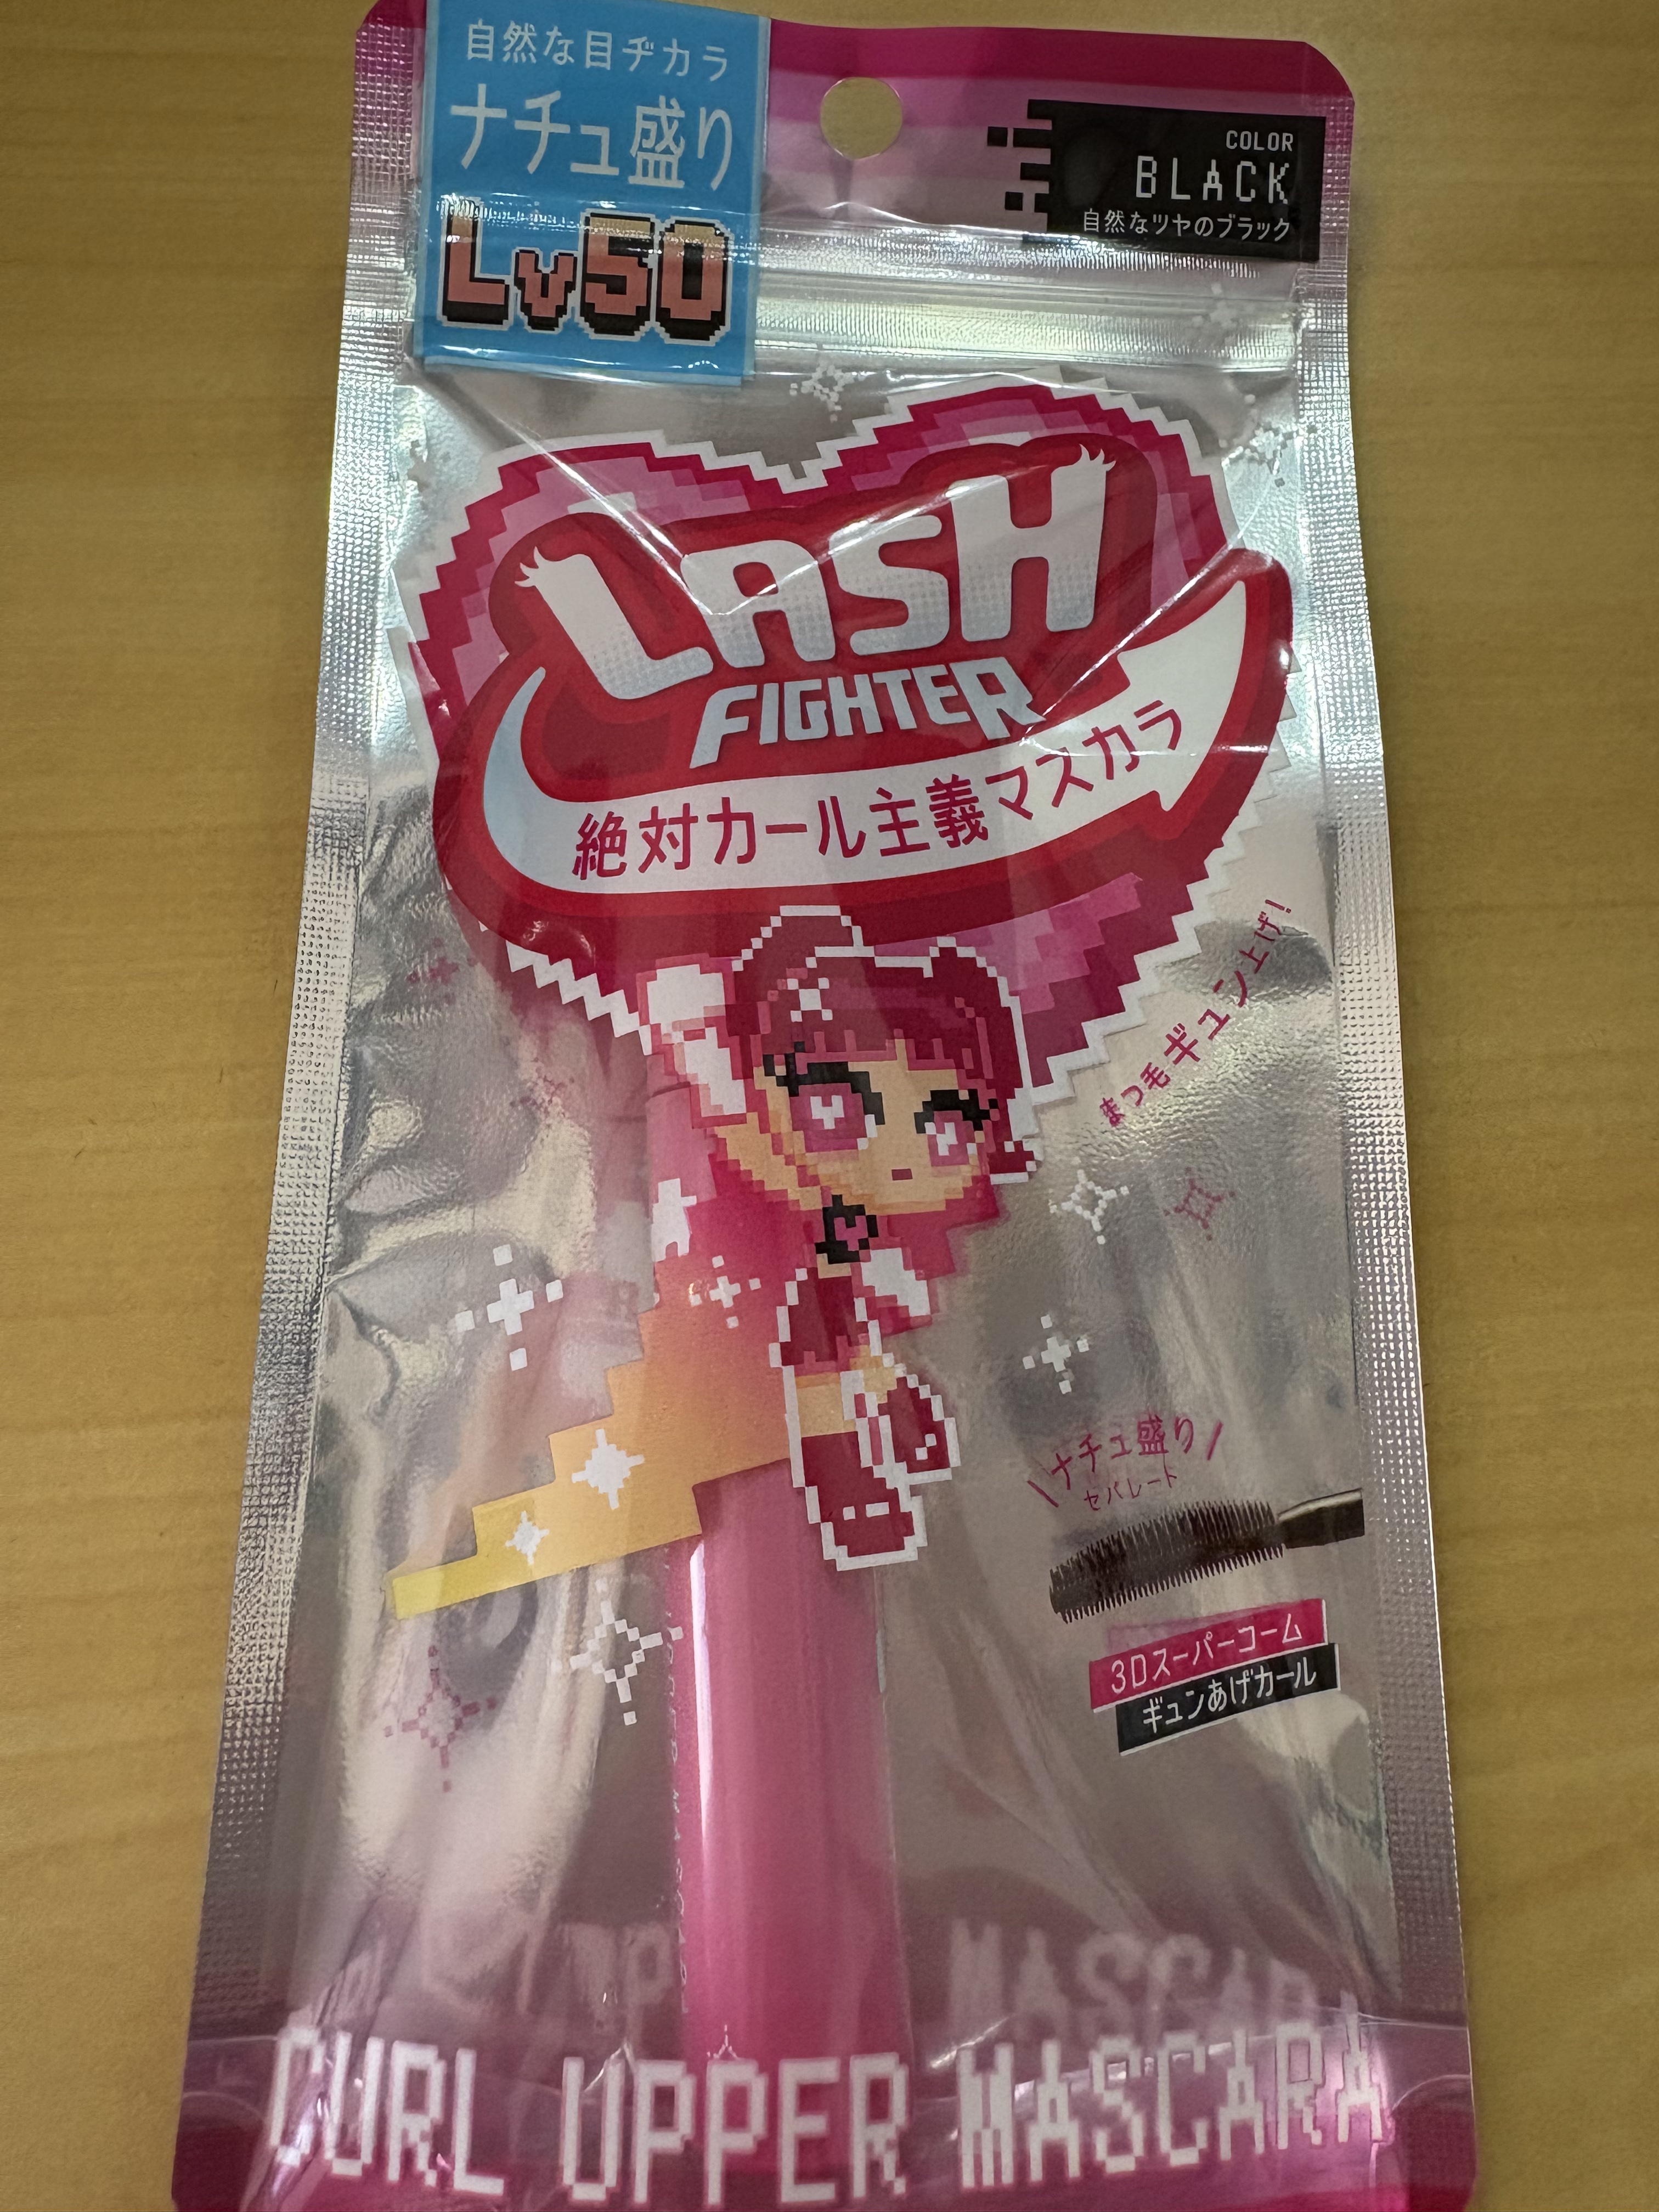 自然な目ヂカラ
ナチュ盛り
Lv50
COLOR
BLACK
自然なツヤのブラック
LASH
FIGHTER
絶対カール主義マスカラ
まつ毛ギュン上げ!
\ナチュ盛り/
セパレート
3Dスーパーコーム
ギュンあげカール
CURL UPPER MASCARA